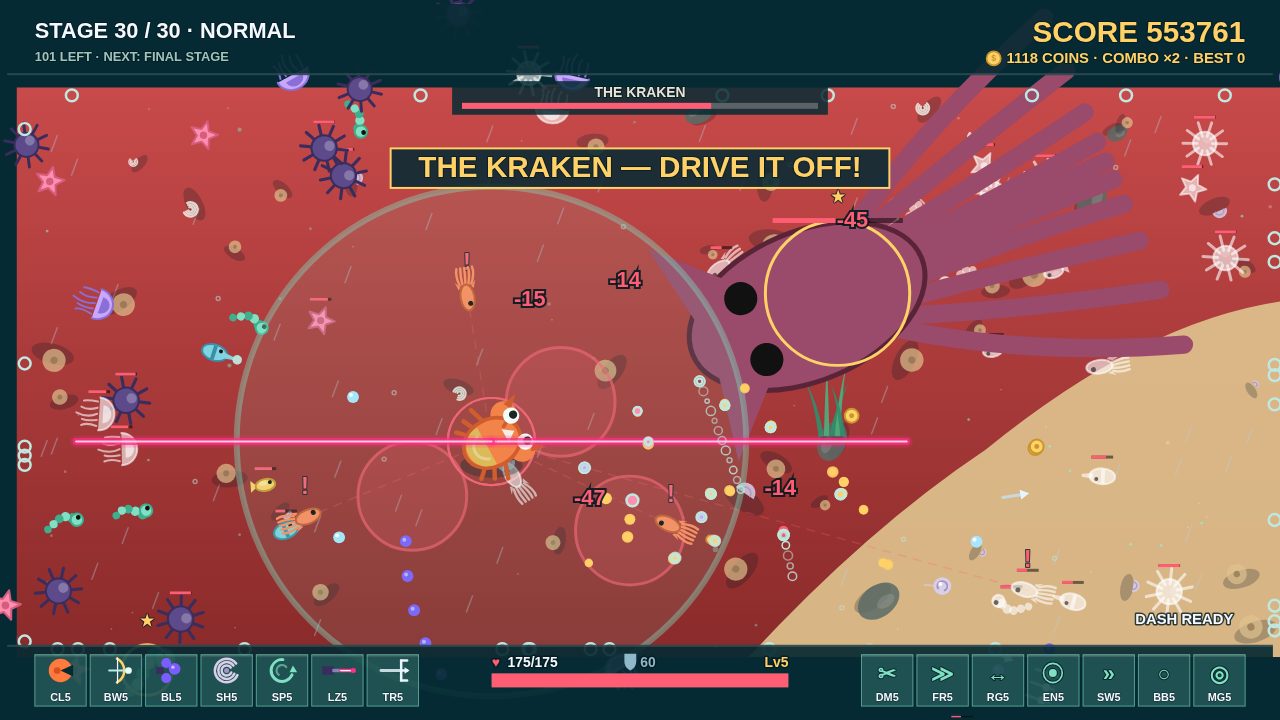 STAGE 30 / 30 · NORMAL
101 LEFT · NEXT: FINAL STAGE
SCORE 553761
1118 COINS · COMBO ×2 · BEST 0
THE KRAKEN
THE KRAKEN — DRIVE IT OFF!
-45
-14
-15
!
-14
-47
!
!
!
DASH READY
175/175
60
Lv5
CL5
BW5
BL5
SH5
SP5
LZ5
TR5
DM5
FR5
RG5
EN5
SW5
BB5
MG5